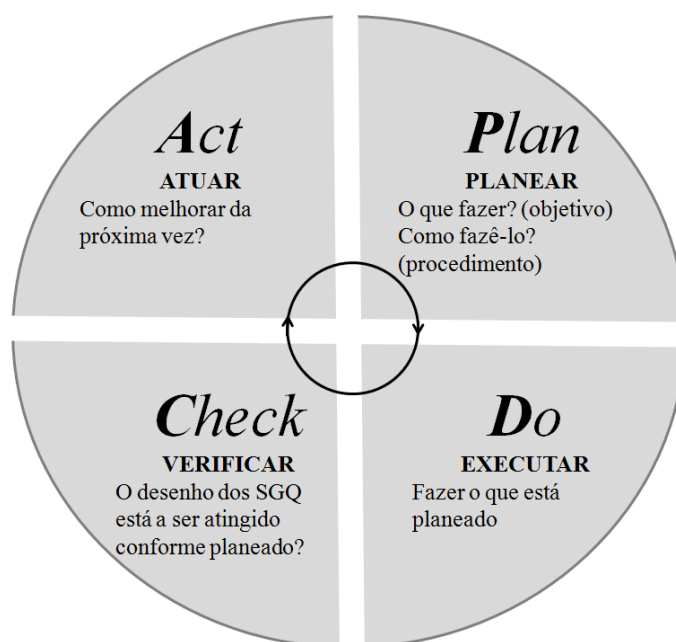 Act
ATUAR
Como melhorar da
próxima vez?
Plan
PLANEAR
O que fazer? (objetivo)
Como fazê-lo?
(procedimento)
Check
VERIFICAR
O desenho dos SGQ
está a ser atingido
conforme planeado?
Do
EXECUTAR
Fazer o que está
planeado